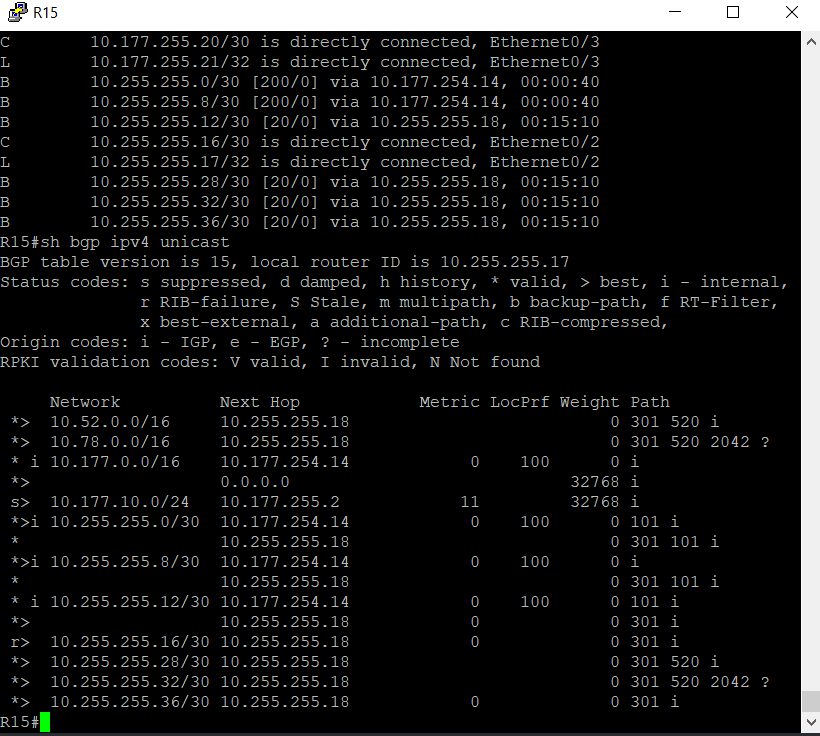 R15
C        10.177.255.20/30 is directly connected, Ethernet0/3
L        10.177.255.21/32 is directly connected, Ethernet0/3
B        10.255.255.0/30 [200/0] via 10.177.254.14, 00:00:40
B        10.255.255.8/30 [200/0] via 10.177.254.14, 00:00:40
B        10.255.255.12/30 [20/0] via 10.255.255.18, 00:15:10
C        10.255.255.16/30 is directly connected, Ethernet0/2
L        10.255.255.17/32 is directly connected, Ethernet0/2
B        10.255.255.28/30 [20/0] via 10.255.255.18, 00:15:10
B        10.255.255.32/30 [20/0] via 10.255.255.18, 00:15:10
B        10.255.255.36/30 [20/0] via 10.255.255.18, 00:15:10
R15#sh bgp ipv4 unicast
BGP table version is 15, local router ID is 10.255.255.17
Status codes: s suppressed, d damped, h history, * valid, > best, i - internal,
              r RIB-failure, S Stale, m multipath, b backup-path, f RT-Filter,
              x best-external, a additional-path, c RIB-compressed,
Origin codes: i - IGP, e - EGP, ? - incomplete
RPKI validation codes: V valid, I invalid, N Not found
     Network          Next Hop            Metric LocPrf Weight Path
 *>  10.52.0.0/16     10.255.255.18                          0 301 520 i
 *>  10.78.0.0/16     10.255.255.18                          0 301 520 2042 ?
 * i 10.177.0.0/16    10.177.254.14            0    100      0 i
 *>                   0.0.0.0                            32768 i
 s>  10.177.10.0/24   10.177.255.2            11         32768 i
 *>i 10.255.255.0/30  10.177.254.14            0    100      0 101 i
 *                    10.255.255.18                          0 301 101 i
 *>i 10.255.255.8/30  10.177.254.14            0    100      0 i
 *                    10.255.255.18                          0 301 101 i
 * i 10.255.255.12/30 10.177.254.14            0    100      0 101 i
 *>                   10.255.255.18            0             0 301 i
 r>  10.255.255.16/30 10.255.255.18            0             0 301 i
 *>  10.255.255.28/30 10.255.255.18                          0 301 520 i
 *>  10.255.255.32/30 10.255.255.18                          0 301 520 2042 ?
 *>  10.255.255.36/30 10.255.255.18            0             0 301 i
R15#